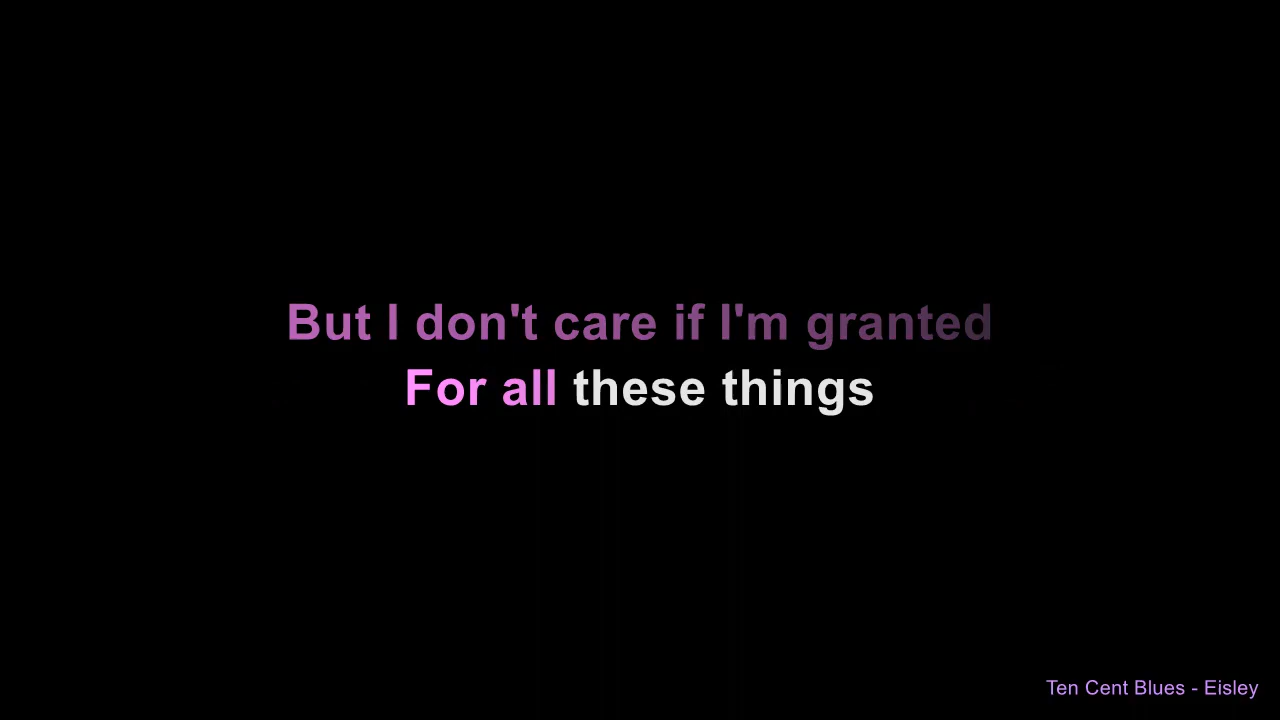 But I don't care if I'm granted
For all these things
Ten Cent Blues - Eisley